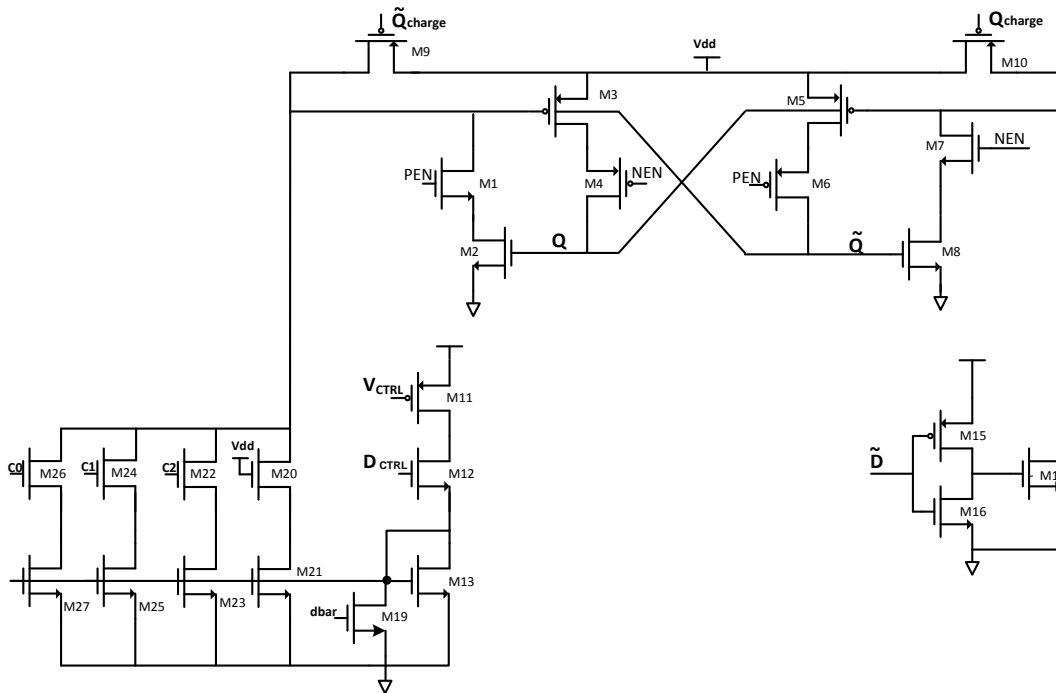 Q̃charge
Qcharge
M9
Vdd
M10
M3
M5
M7
NEN
PEN
M1
M4
NEN
PEN
M6
M2
Q
Q̃
M8
VCTRL
M11
D CTRL
M12
C0
M26
C1
M24
C2
M22
Vdd
M20
D̃
M15
M16
M27
M25
M23
M21
M13
dbar
M19